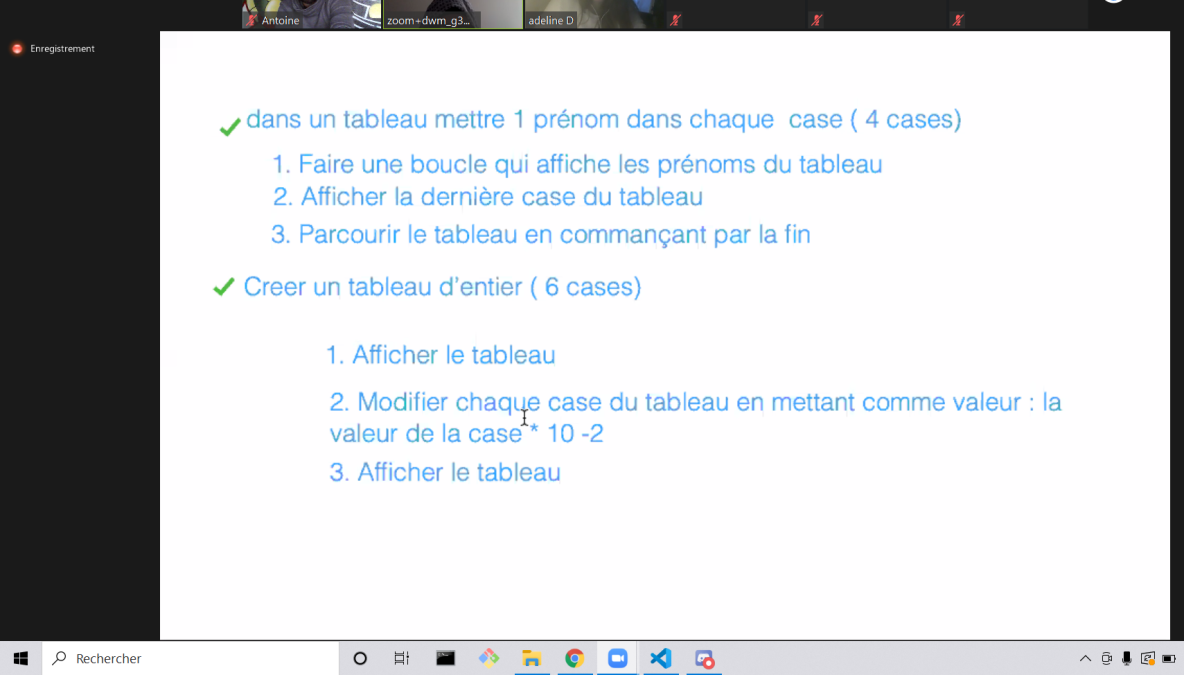 Antoine
zoom+dwm_g3...
adeline D
Enregistrement
dans un tableau mettre 1 prénom dans chaque case ( 4 cases)
1. Faire une boucle qui affiche les prénoms du tableau
2. Afficher la dernière case du tableau
3. Parcourir le tableau en commançant par la fin
Creer un tableau d'entier ( 6 cases)
1. Afficher le tableau
2. Modifier chaque case du tableau en mettant comme valeur : la
valeur de la case * 10 -2
3. Afficher le tableau
Rechercher